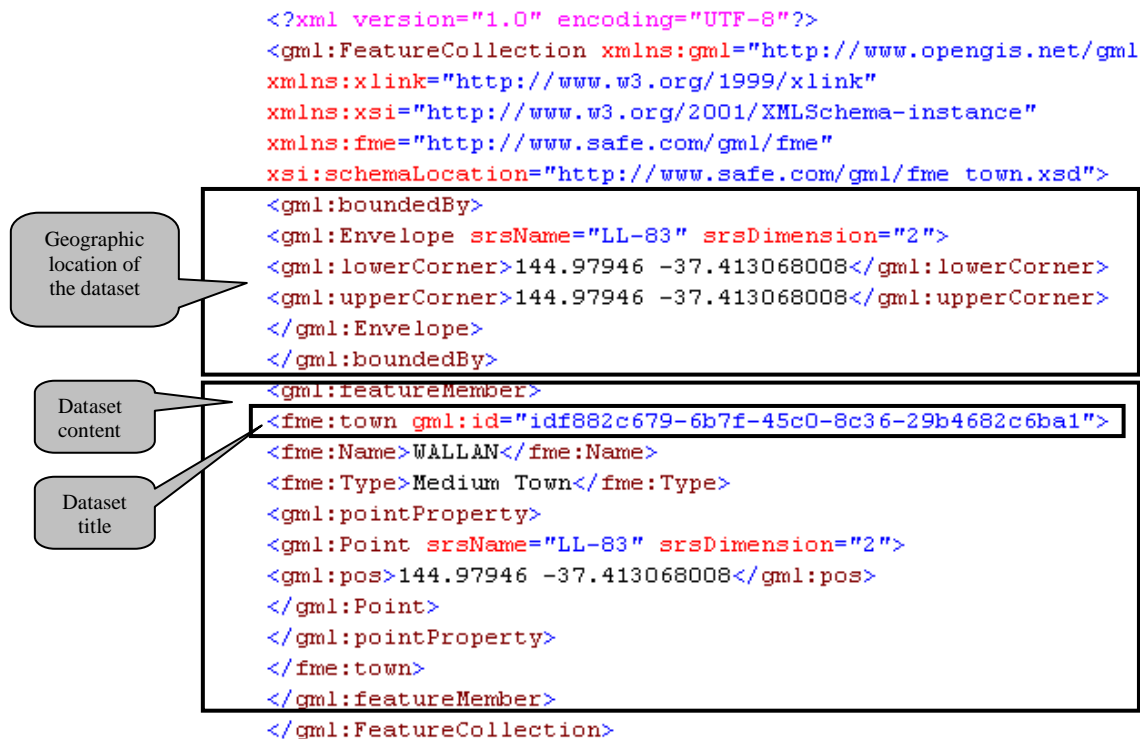 <?xml version="1.0" encoding="UTF-8"?>
<gml:FeatureCollection xmlns:gml="http://www.opengis.net/gml
xmlns:xlink="http://www.w3.org/1999/xlink"
xmlns:xsi="http://www.w3.org/2001/XMLSchema-instance"
xmlns:fme="http://www.safe.com/gml/fme"
xsi:schemaLocation="http://www.safe.com/gml/fme town.xsd">
Geographic
location of
the dataset
<gml:boundedBy>
<gml:Envelope srsName="LL-83" srsDimension="2">
<gml:lowerCorner>144.97946 -37.413068008</gml:lowerCorner>
<gml:upperCorner>144.97946 -37.413068008</gml:upperCorner>
</gml:Envelope>
</gml:boundedBy>
Dataset
content
<gml:featureMember>
Dataset
title
<fme:town gml:id="idf882c679-6b7f-45c0-8c36-29b4682c6ba1">
<fme:Name>WALLAN</fme:Name>
<fme:Type>Medium Town</fme:Type>
<gml:pointProperty>
<gml:Point srsName="LL-83" srsDimension="2">
<gml:pos>144.97946 -37.413068008</gml:pos>
</gml:Point>
</gml:pointProperty>
</fme:town>
</gml:featureMember>
</gml:FeatureCollection>